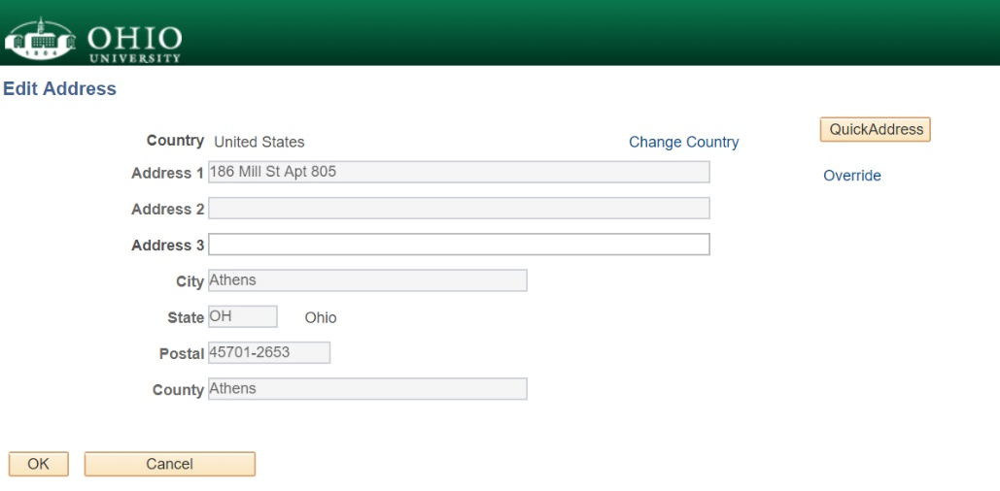 1804
OHIO
UNIVERSITY
Edit Address
QuickAddress
Country United States Change Country
Address 1 186 Mill St Apt 805 Override
Address 2
Address 3
City Athens
State OH Ohio
Postal 45701-2653
County Athens
OK Cancel